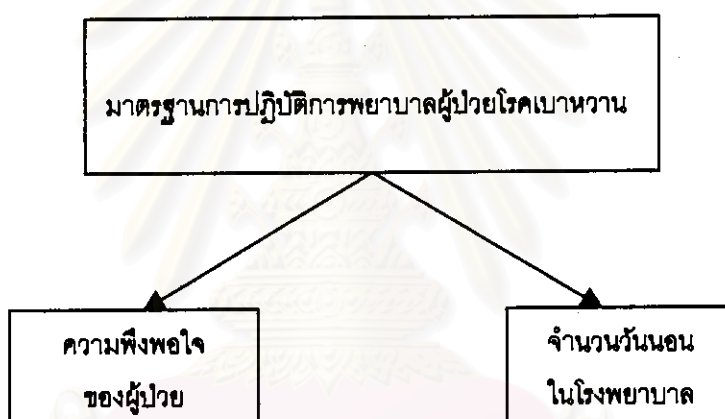 มาตรฐานการปฏิบัติการพยาบาลผู้ป่วยโรคเบาหวาน
ความพึงพอใจ
ของผู้ป่วย
จำนวนวันนอน
ในโรงพยาบาล